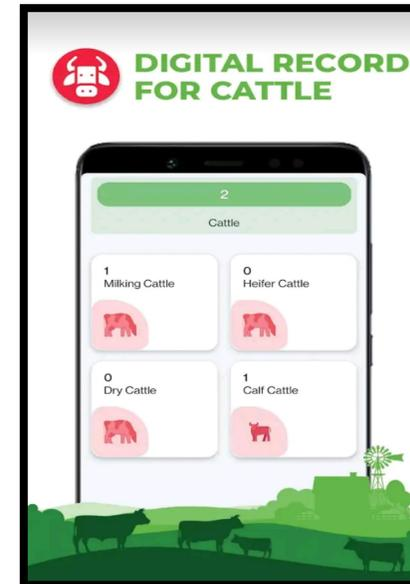 DIGITAL RECORD
FOR CATTLE
2
Cattle
1
Milking Cattle
0
Heifer Cattle
0
Dry Cattle
1
Calf Cattle